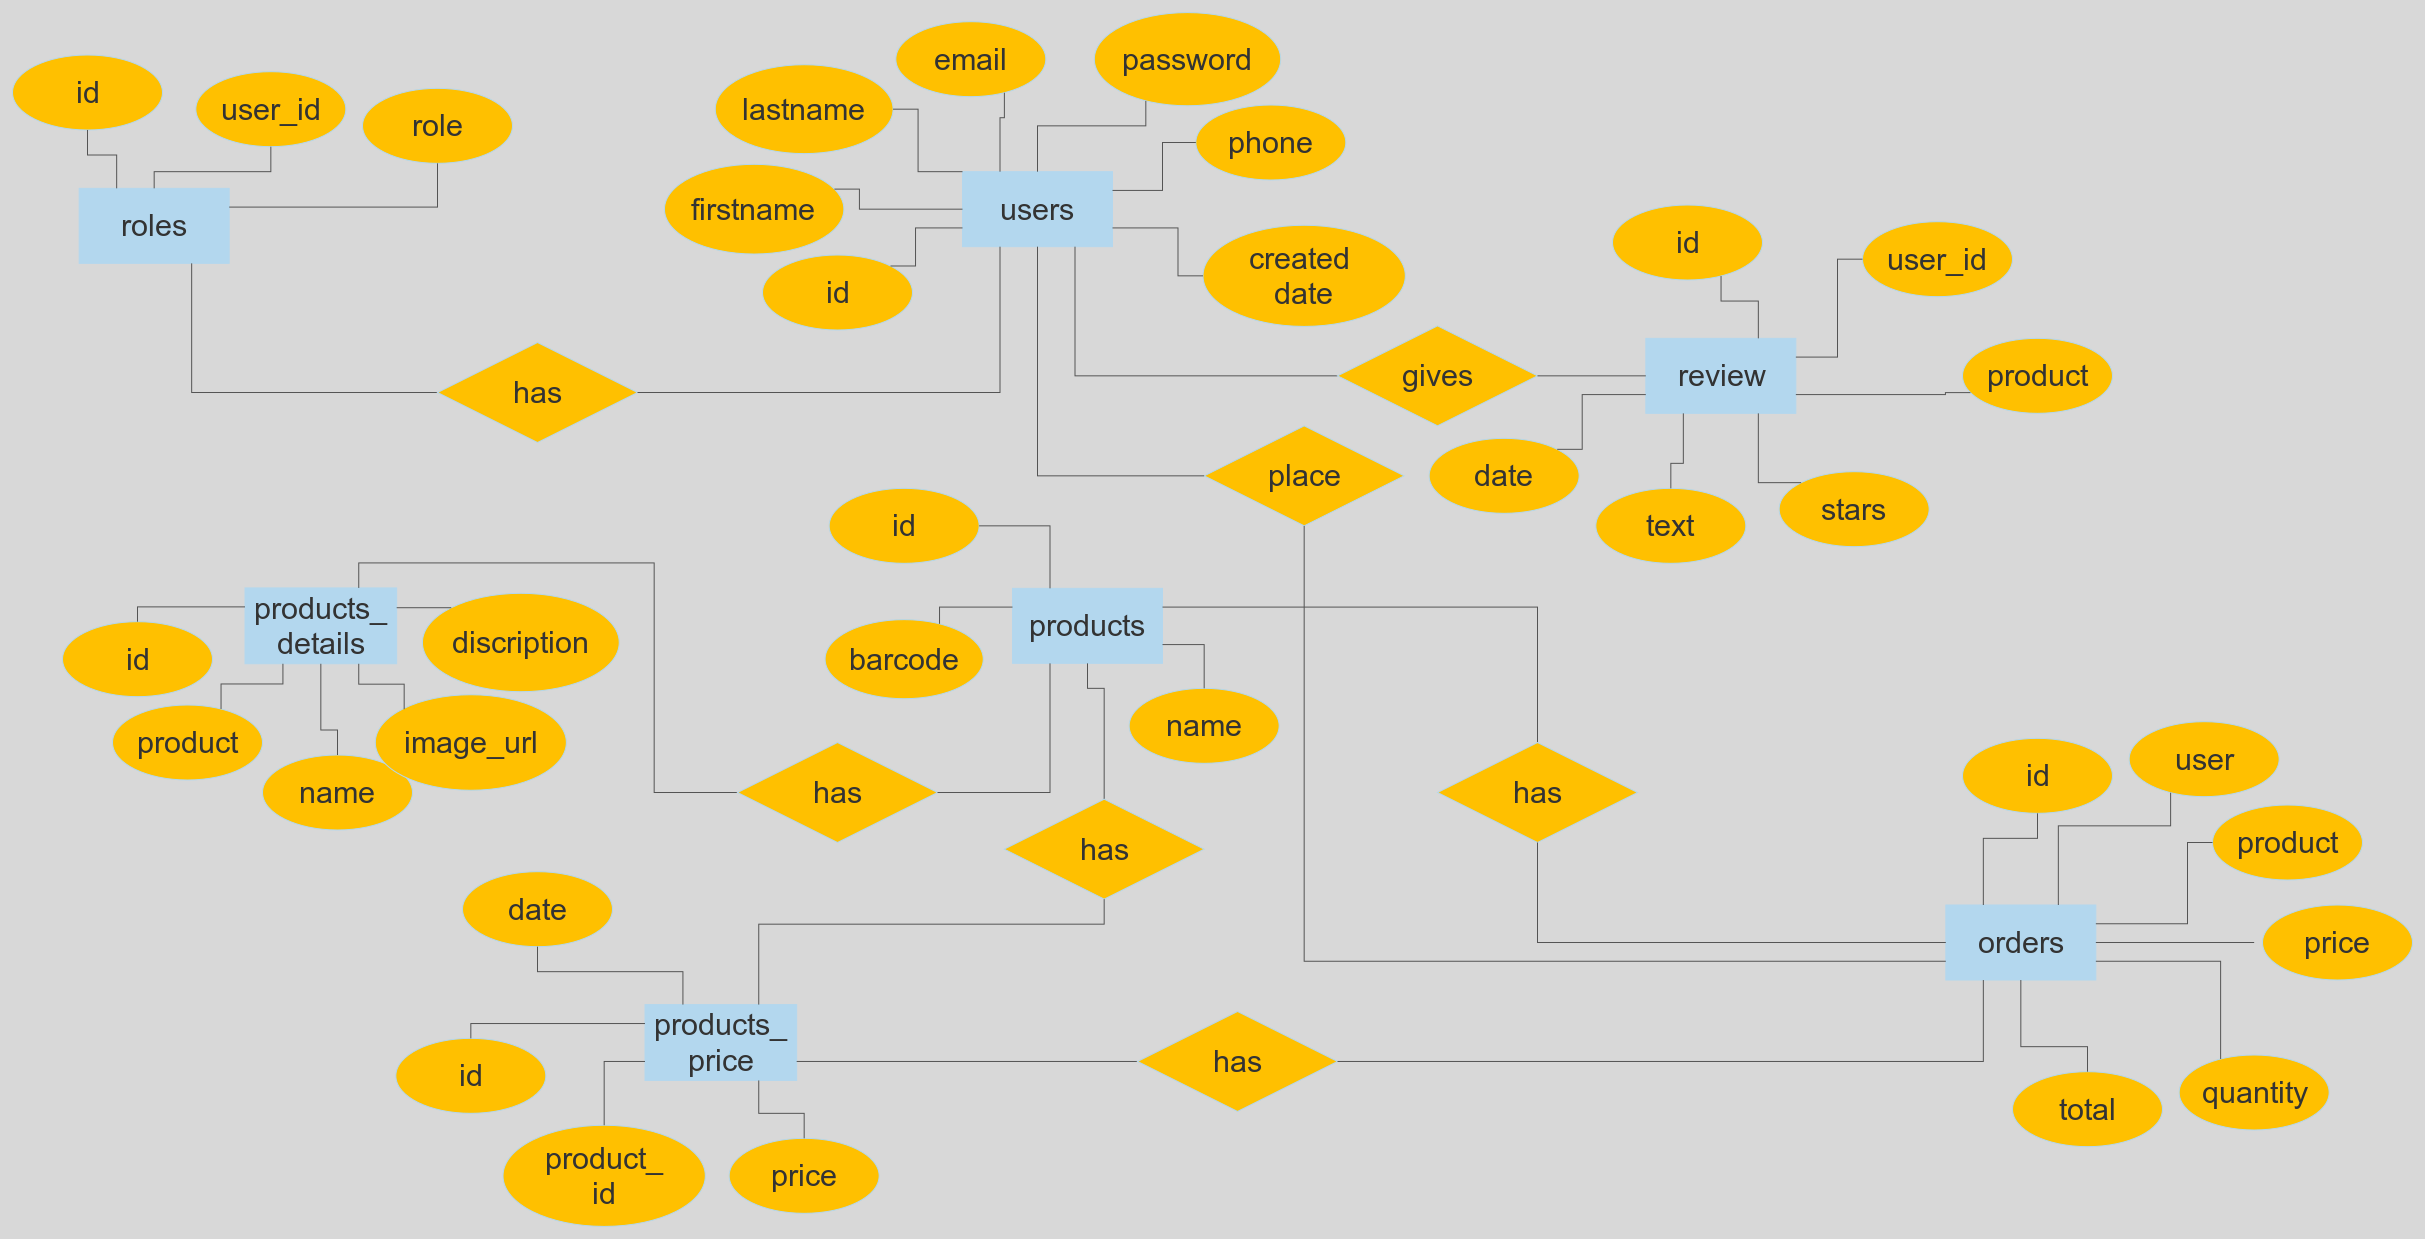 id
user_id
role
roles
lastname
email
password
phone
firstname
users
id
created
date
has
gives
place
id
user_id
review
product
date
text
stars
products_
details
id
discription
product
name
image_url
id
products
barcode
name
has
has
has
date
products_
price
id
product_
id
price
has
id
user
product
orders
price
total
quantity